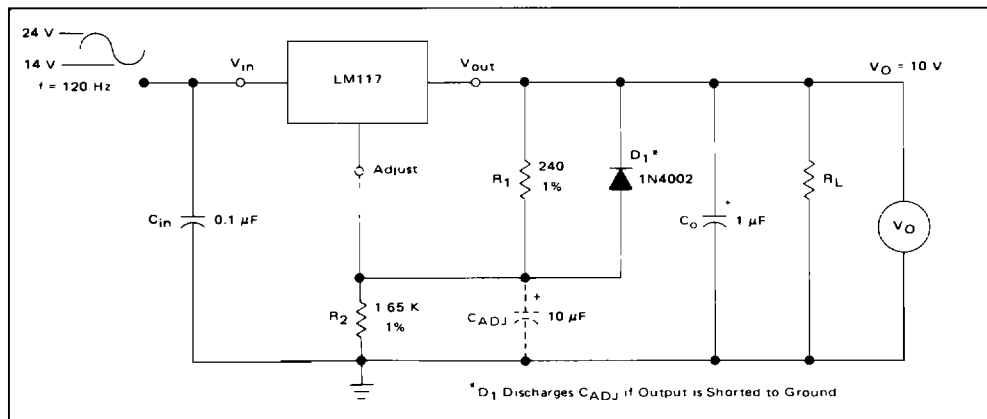 24 V
14 V
f = 120 Hz
Vin
LM117
Vout
VO = 10 V
Adjust
Cin
0.1 µF
R1
240
1%
D1*
1N4002
Co
+
1 µF
RL
VO
R2
1 65 K
1%
CADJ
+
10 µF
*D1 Discharges CADJ if Output is Shorted to Ground